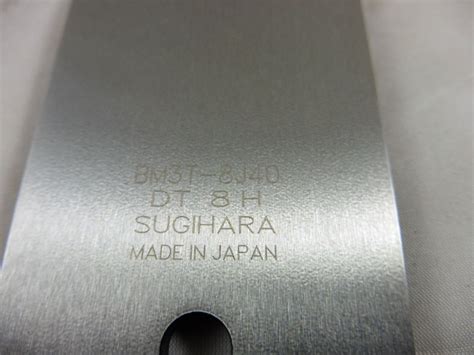 BM3T-8J40
DT 8 H
SUGIHARA
MADE IN JAPAN